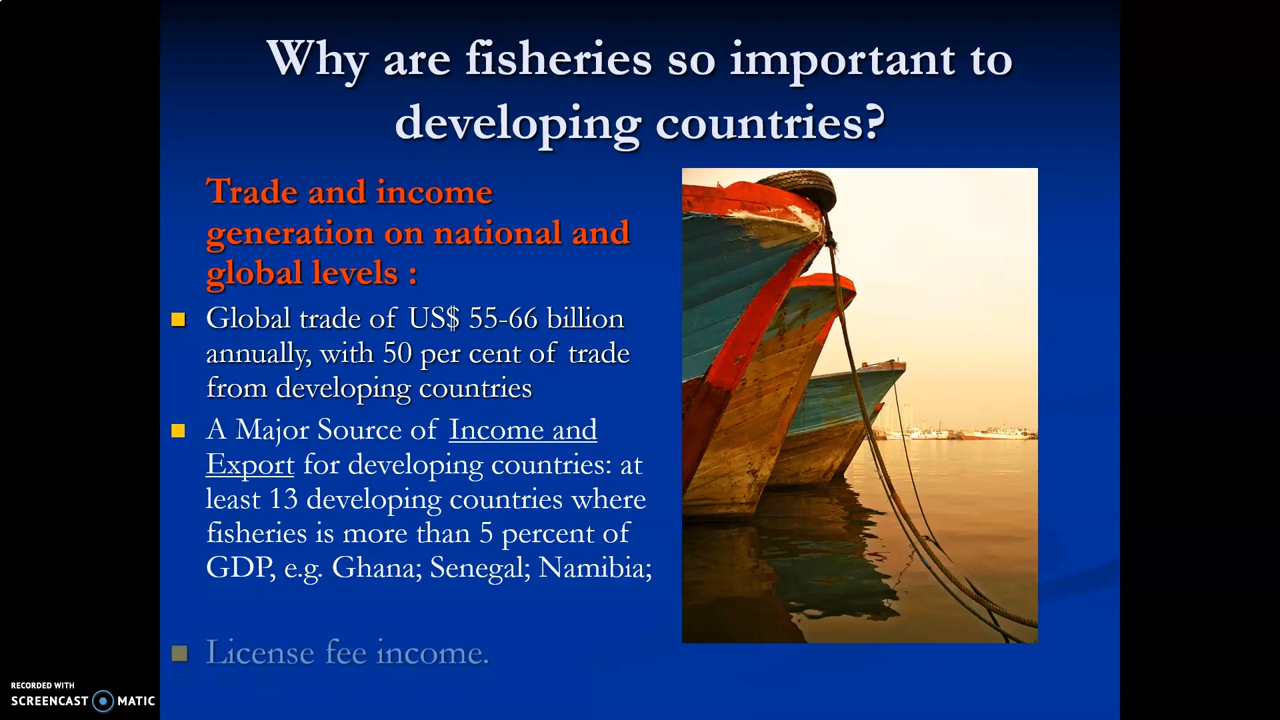 Why are fisheries so important to
developing countries?
Trade and income
generation on national and
global levels :
Global trade of US$ 55-66 billion
annually, with 50 per cent of trade
from developing countries
A Major Source of Income and
Export for developing countries: at
least 13 developing countries where
fisheries is more than 5 percent of
GDP, e.g. Ghana; Senegal; Namibia;
License fee income.
RECORDED WITH
SCREENCAST MATIC